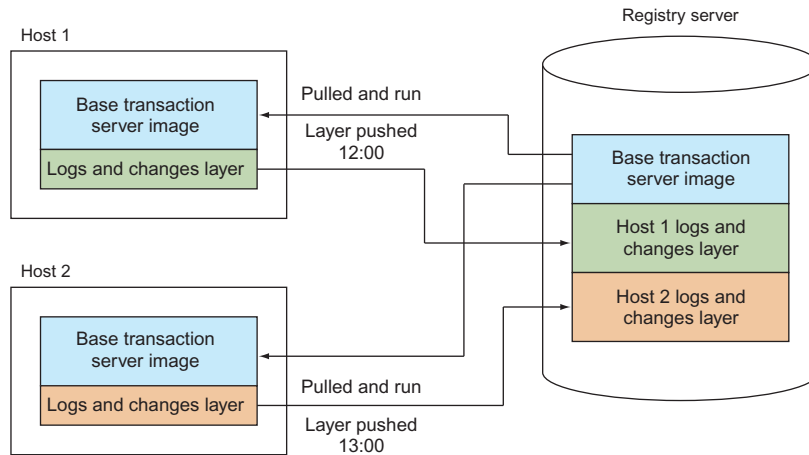 Host 1
Base transaction
server image
Logs and changes layer
Pulled and run
Layer pushed
12:00
Host 2
Base transaction
server image
Logs and changes layer
Pulled and run
Layer pushed
13:00
Registry server
Base transaction
server image
Host 1 logs and
changes layer
Host 2 logs and
changes layer